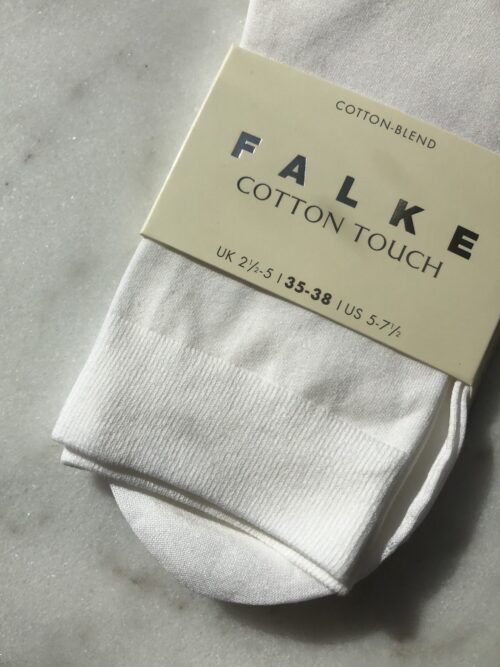 COTTON-BLEND
FALKE
COTTON TOUCH
UK 2½-5 | 35-38 | US 5-7½